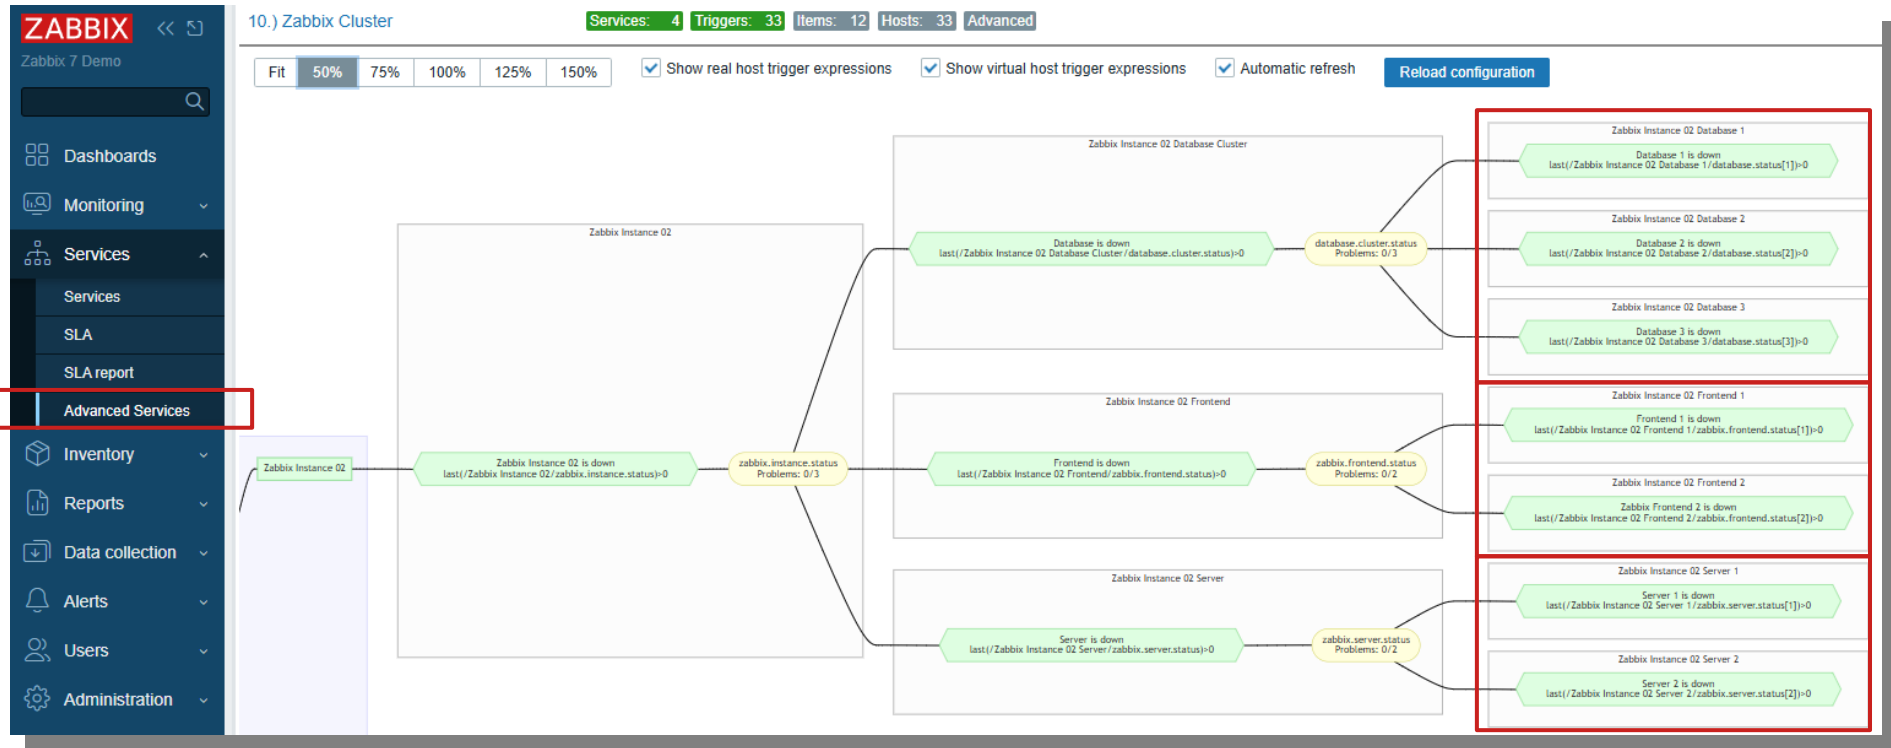 ZABBIX
Zabbix 7 Demo
Dashboards
Monitoring
Services
Services
SLA
SLA report
Advanced Services
Inventory
Reports
Data collection
Alerts
Users
Administration
10.) Zabbix Cluster
Services: 4 Triggers: 33 Items: 12 Hosts: 33 Advanced
Fit 50% 75% 100% 125% 150%
Show real host trigger expressions
Show virtual host trigger expressions
Automatic refresh
Reload configuration
Zabbix Instance 02
Zabbix Instance 02
Zabbix Instance 02 is down
last(/Zabbix Instance 02/zabbix.instance.status)>0
zabbix.instance.status
Problems: 0/3
Zabbix Instance 02 Database Cluster
Database is down
last(/Zabbix Instance 02 Database Cluster/database.cluster.status)>0
database.cluster.status
Problems: 0/3
Zabbix Instance 02 Frontend
Frontend is down
last(/Zabbix Instance 02 Frontend/zabbix.frontend.status)>0
zabbix.frontend.status
Problems: 0/2
Zabbix Instance 02 Server
Server is down
last(/Zabbix Instance 02 Server/zabbix.server.status)>0
zabbix.server.status
Problems: 0/2
Zabbix Instance 02 Database 1
Database 1 is down
last(/Zabbix Instance 02 Database 1/database.status[1])>0
Zabbix Instance 02 Database 2
Database 2 is down
last(/Zabbix Instance 02 Database 2/database.status[2])>0
Zabbix Instance 02 Database 3
Database 3 is down
last(/Zabbix Instance 02 Database 3/database.status[3])>0
Zabbix Instance 02 Frontend 1
Frontend 1 is down
last(/Zabbix Instance 02 Frontend 1/zabbix.frontend.status[1])>0
Zabbix Instance 02 Frontend 2
Zabbix Frontend 2 is down
last(/Zabbix Instance 02 Frontend 2/zabbix.frontend.status[2])>0
Zabbix Instance 02 Server 1
Server 1 is down
last(/Zabbix Instance 02 Server 1/zabbix.server.status[1])>0
Zabbix Instance 02 Server 2
Server 2 is down
last(/Zabbix Instance 02 Server 2/zabbix.server.status[2])>0